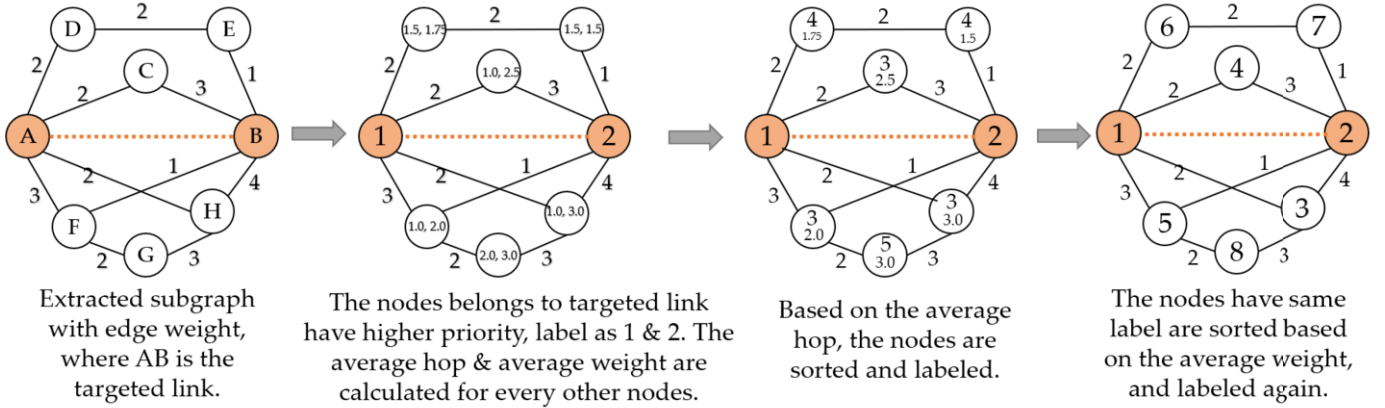 D 2 E
2 C 1
2 3
A B
2 1
3 4
F H
G
2 3
Extracted subgraph
with edge weight,
where AB is the
targeted link.
1.5, 1.75 2 1.5, 1.5
2 1.0, 2.5 1
2 3
1 2
2 1
3 4
1.0, 2.0 1.0, 3.0
2.0, 3.0
2 3
The nodes belongs to targeted link
have higher priority, label as 1 & 2. The
average hop & average weight are
calculated for every other nodes.
4 2 4
1.75 1.5
2 3 1
2.5
2 3
1 2
2 1
3 4
3 3
2.0 3.0
5
3.0
2 3
Based on the average
hop, the nodes are
sorted and labeled.
6 2 7
2 4 1
2 3
1 2
2 1
3 4
5 3
8
2 3
The nodes have same
label are sorted based
on the average weight,
and labeled again.